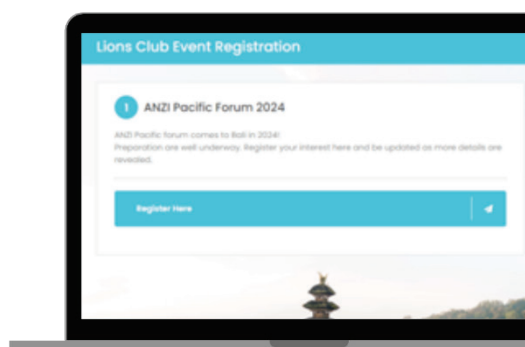 Lions Club Event Registration
1 ANZI Pacific Forum 2024
ANZI Pacific forum comes to Bali in 2024!
Preparation are well underway. Register your interest here and be updated as more details are
revealed.
Register Here